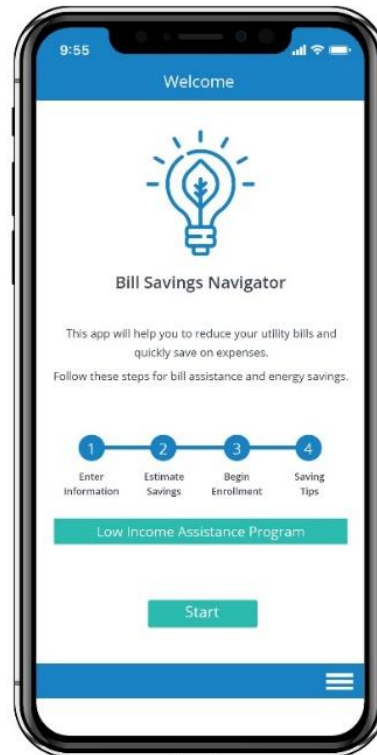 9:55
Welcome
Bill Savings Navigator
This app will help you to reduce your utility bills and
quickly save on expenses.
Follow these steps for bill assistance and energy savings.
1 2 3 4
Enter Estimate Begin Saving
Information Savings Enrollment Tips
Low Income Assistance Program
Start